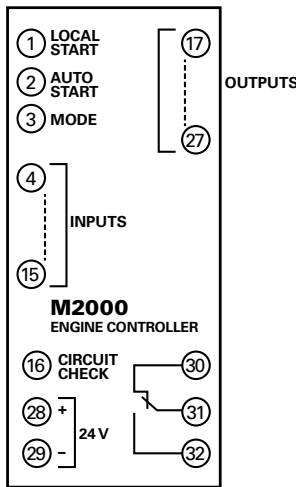 1 LOCAL START
2 AUTO START
3 MODE
17
OUTPUTS
27
4
INPUTS
15
M2000
ENGINE CONTROLLER
16 CIRCUIT CHECK
30
28 +
24 V
31
29 –
32